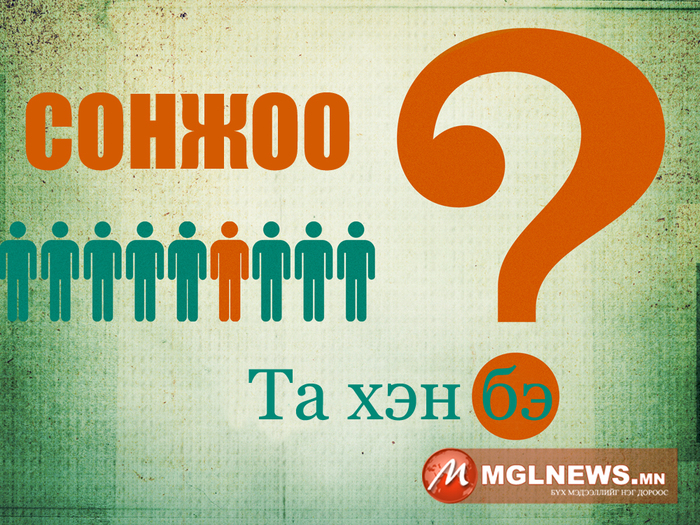 СОНЖОО
?
Та хэн бэ
MGLNEWS.MN
БҮХ МЭДЭЭЛЛИЙГ НЭГ ДОРООС